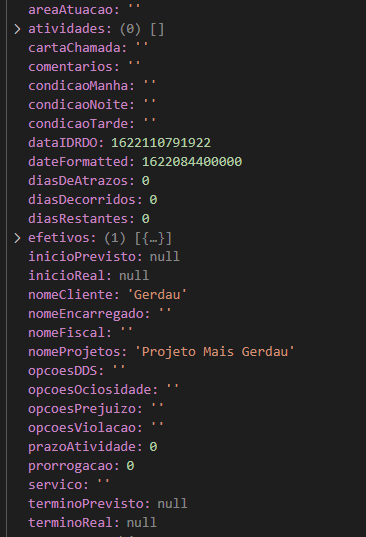 areaAtuacao: ''
> atividades: (0) []
cartaChamada: ''
comentarios: ''
condicaoManha: ''
condicaoNoite: ''
condicaoTarde: ''
dataIDRDO: 1622110791922
dateFormatted: 1622084400000
diasDeAtrazos: 0
diasDecorridos: 0
diasRestantes: 0
> efetivos: (1) [{…}]
inicioPrevisto: null
inicioReal: null
nomeCliente: 'Gerdau'
nomeEncarregado: ''
nomeFiscal: ''
nomeProjetos: 'Projeto Mais Gerdau'
opcoesDDS: ''
opcoesOciosidade: ''
opcoesPrejuizo: ''
opcoesViolacao: ''
prazoAtividade: 0
prorrogacao: 0
servico: ''
terminoPrevisto: null
terminoReal: null